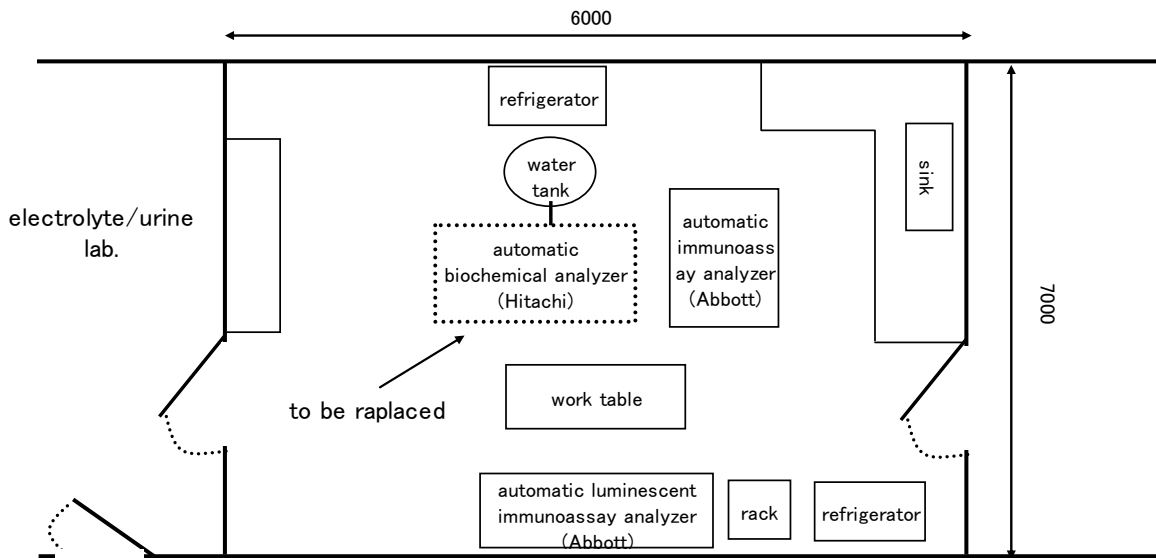 6000
refrigerator
water
tank
sink
electrolyte/urine
lab.
automatic
biochemical analyzer
(Hitachi)
automatic
immunoass
ay analyzer
(Abbott)
7000
to be raplaced
work table
automatic luminescent
immunoassay analyzer
(Abbott)
rack
refrigerator